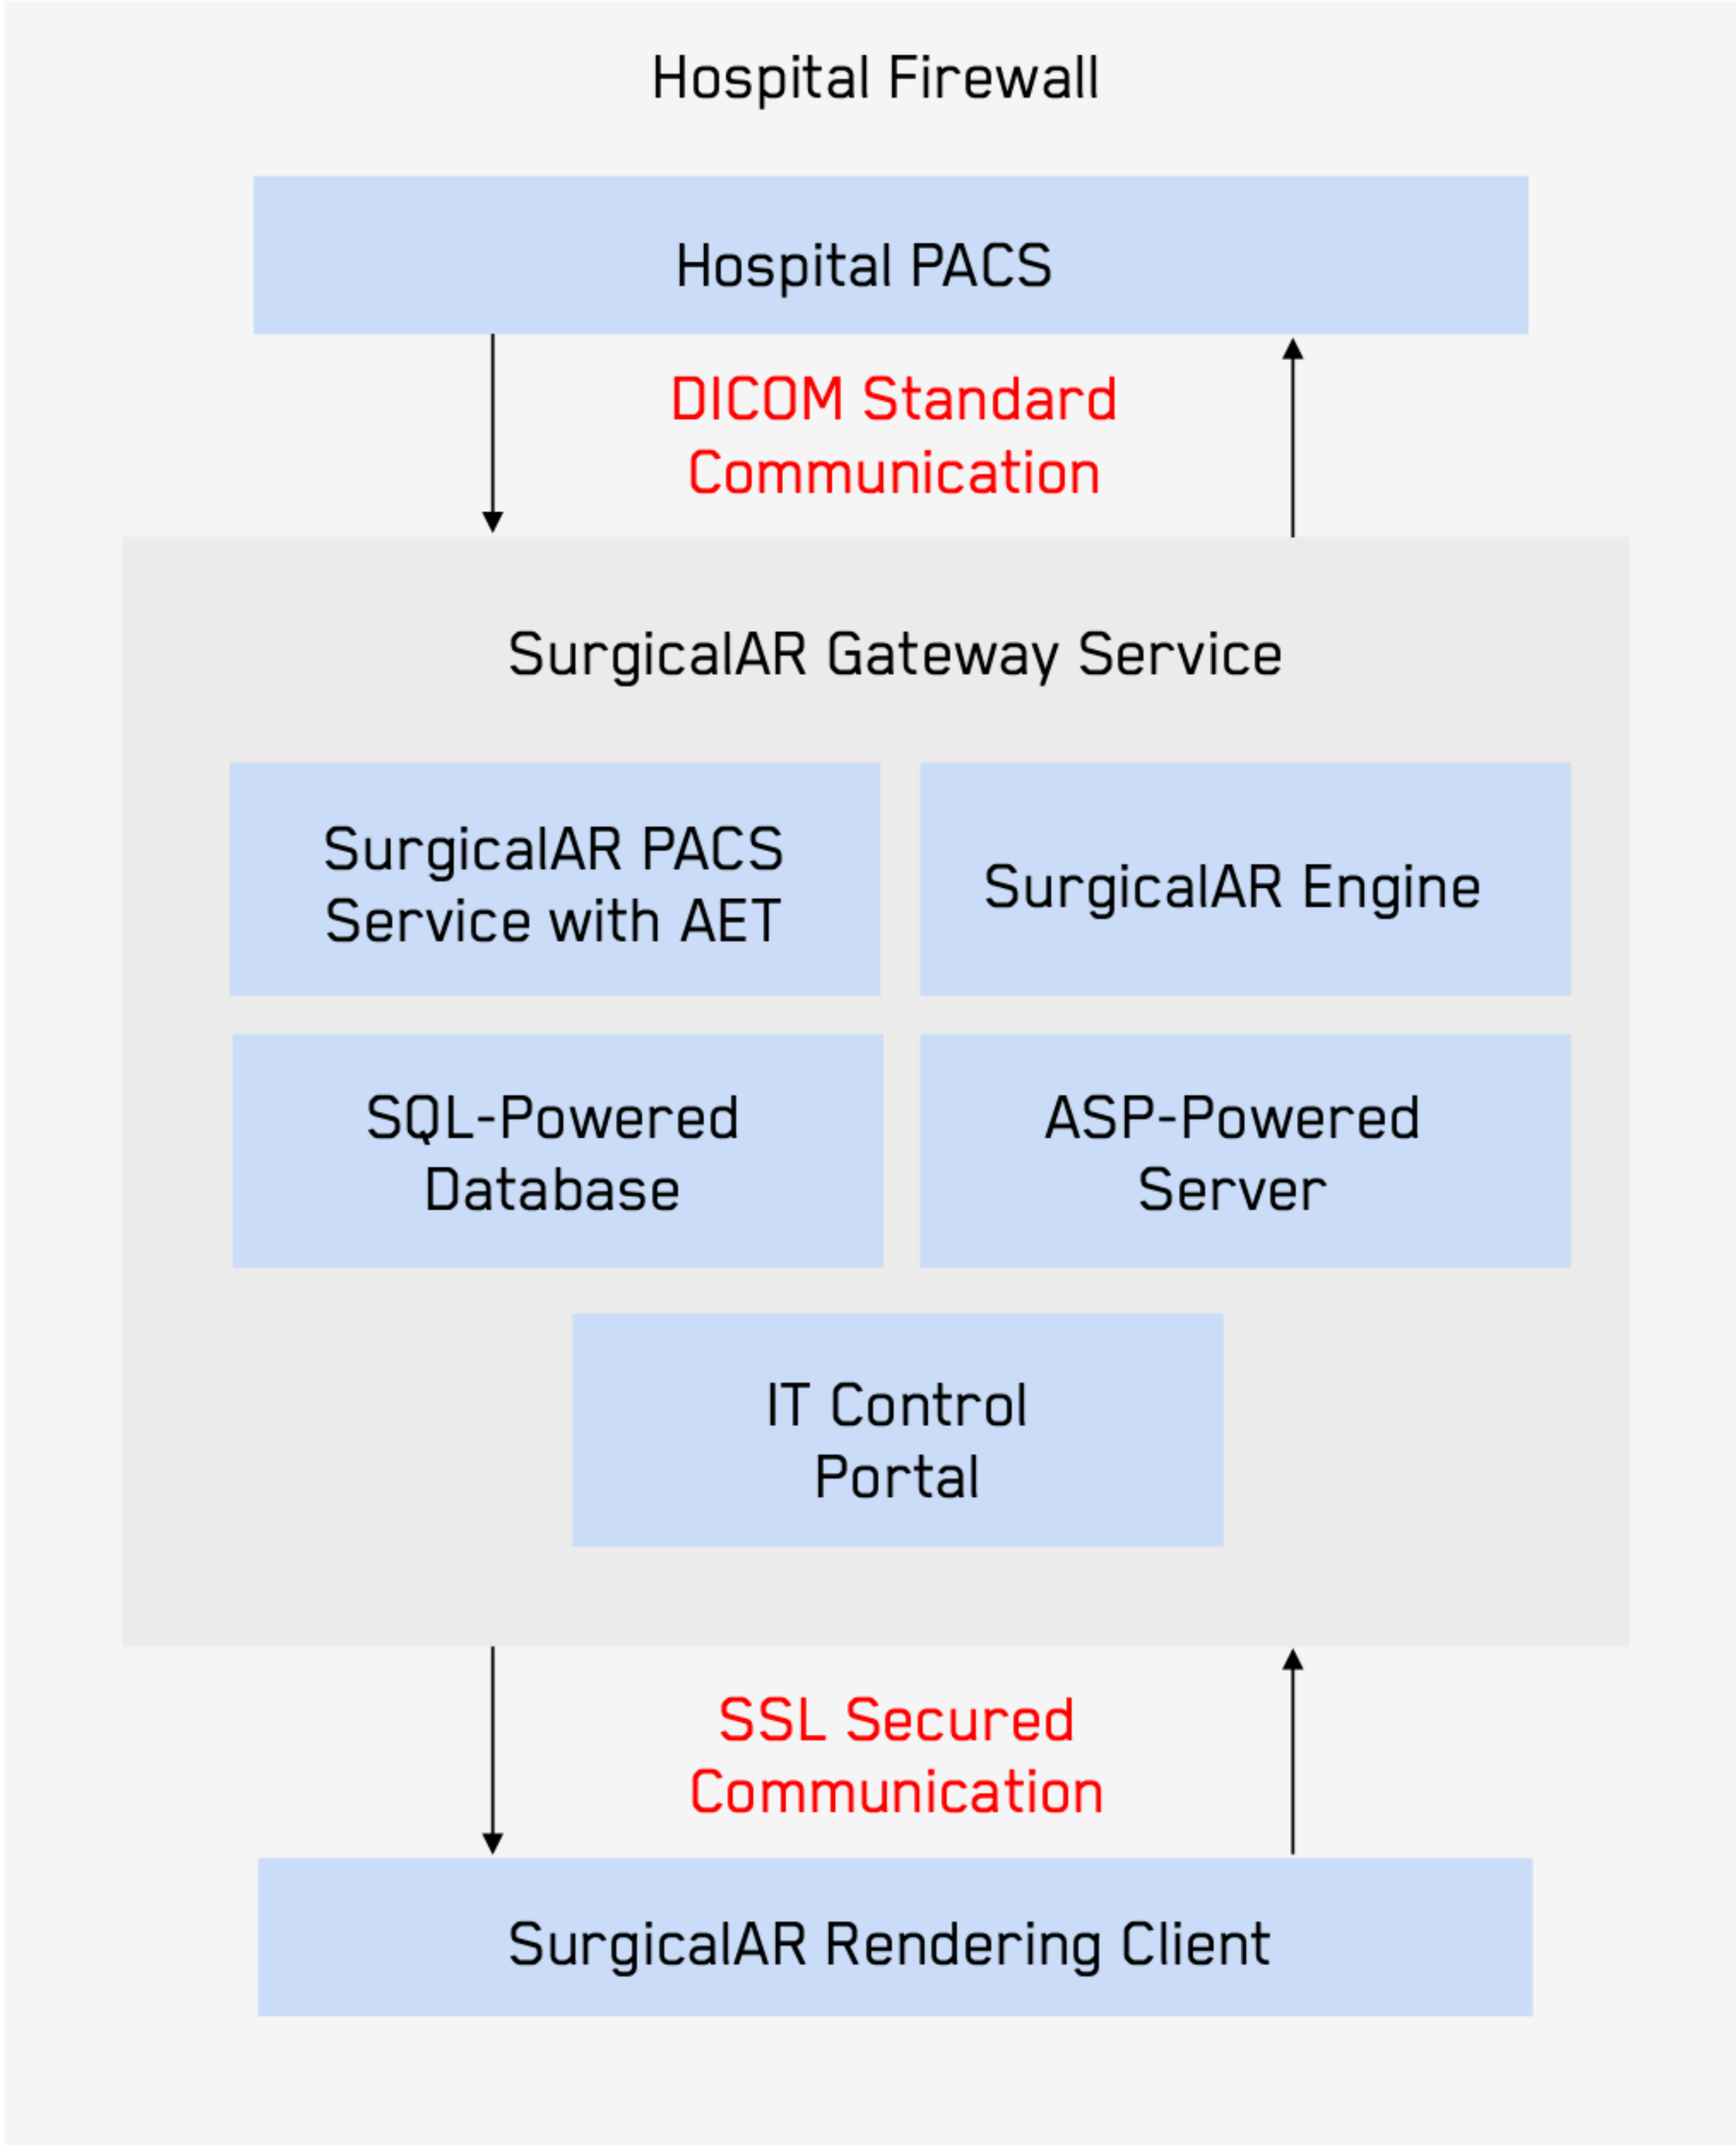 Hospital Firewall
Hospital PACS
DICOM Standard
Communication
SurgicalAR Gateway Service
SurgicalAR PACS
Service with AET
SurgicalAR Engine
SQL-Powered
Database
ASP-Powered
Server
IT Control
Portal
SSL Secured
Communication
SurgicalAR Rendering Client